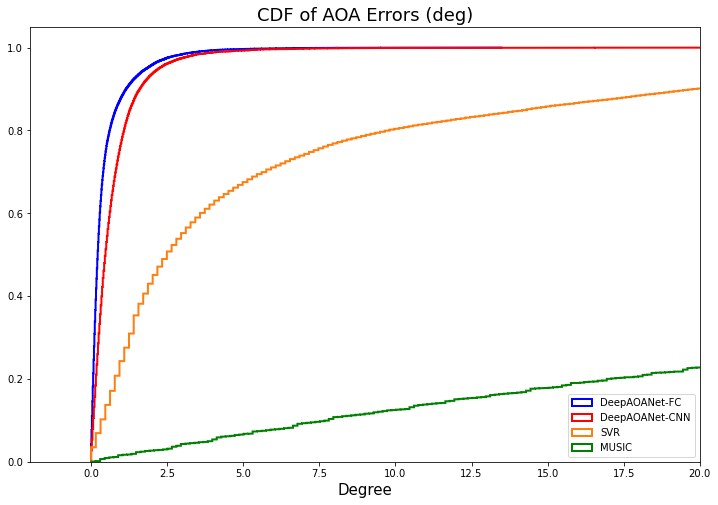 CDF of AOA Errors (deg)
1.0
0.8
0.6
0.4
0.2
0.0
0.0 2.5 5.0 7.5 10.0 12.5 15.0 17.5 20.0
Degree
DeepAOANet-FC
DeepAOANet-CNN
SVR
MUSIC